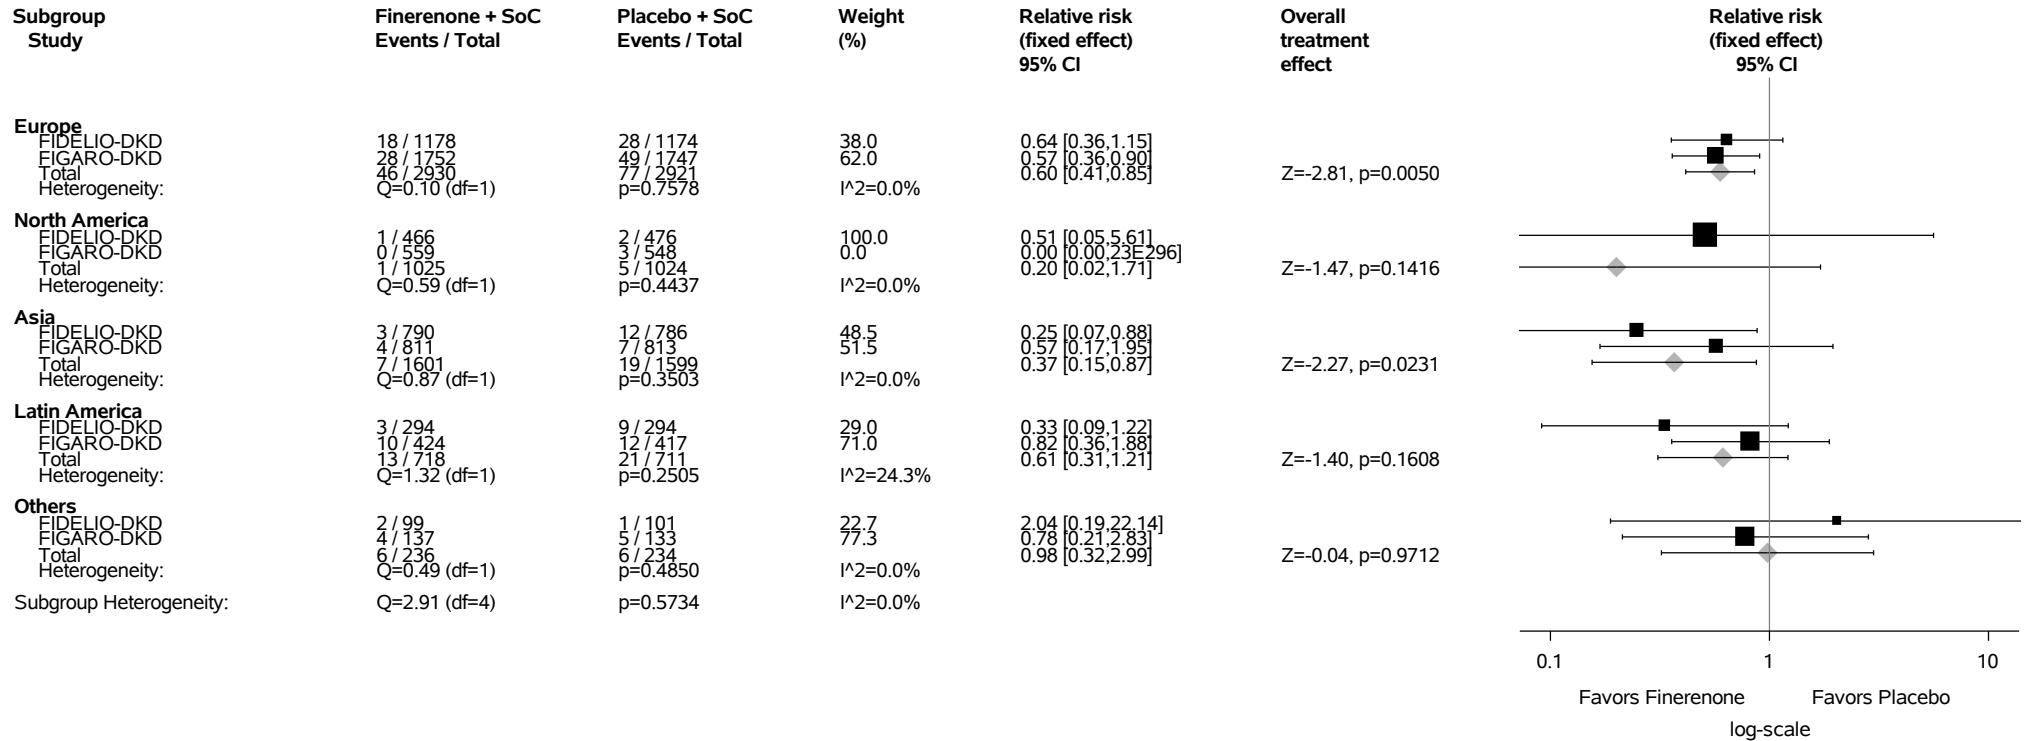 Subgroup Finerenone + SoC Placebo + SoC Weight Relative risk Overall Relative risk
Study Events / Total Events / Total (%) (fixed effect) treatment (fixed effect)
95% CI effect 95% CI
Europe
FIDELIO-DKD 18 / 1178 28 / 1174 38.0 0.64 [0.36,1.15]
FIGARO-DKD 28 / 1752 49 / 1747 62.0 0.57 [0.36,0.90]
Total 46 / 2930 77 / 2921 0.60 [0.41,0.85] Z=-2.81, p=0.0050
Heterogeneity: Q=0.10 (df=1) p=0.7578 I^2=0.0%
North America
FIDELIO-DKD 1 / 466 2 / 476 100.0 0.51 [0.05,5.61]
FIGARO-DKD 0 / 559 3 / 548 0.0 0.00 [0.00,23E296]
Total 1 / 1025 5 / 1024 0.20 [0.02,1.71] Z=-1.47, p=0.1416
Heterogeneity: Q=0.59 (df=1) p=0.4437 I^2=0.0%
Asia
FIDELIO-DKD 3 / 790 12 / 786 48.5 0.25 [0.07,0.88]
FIGARO-DKD 4 / 811 7 / 813 51.5 0.57 [0.17,1.95]
Total 7 / 1601 19 / 1599 0.37 [0.15,0.87] Z=-2.27, p=0.0231
Heterogeneity: Q=0.87 (df=1) p=0.3503 I^2=0.0%
Latin America
FIDELIO-DKD 3 / 294 9 / 294 29.0 0.33 [0.09,1.22]
FIGARO-DKD 10 / 424 12 / 417 71.0 0.82 [0.36,1.88]
Total 13 / 718 21 / 711 0.61 [0.31,1.21] Z=-1.40, p=0.1608
Heterogeneity: Q=1.32 (df=1) p=0.2505 I^2=24.3%
Others
FIDELIO-DKD 2 / 99 1 / 101 22.7 2.04 [0.19,22.14]
FIGARO-DKD 4 / 137 5 / 133 77.3 0.78 [0.21,2.83]
Total 6 / 236 6 / 234 0.98 [0.32,2.99] Z=-0.04, p=0.9712
Heterogeneity: Q=0.49 (df=1) p=0.4850 I^2=0.0%
Subgroup Heterogeneity: Q=2.91 (df=4) p=0.5734 I^2=0.0%
0.1 1 10
Favors Finerenone Favors Placebo
log-scale